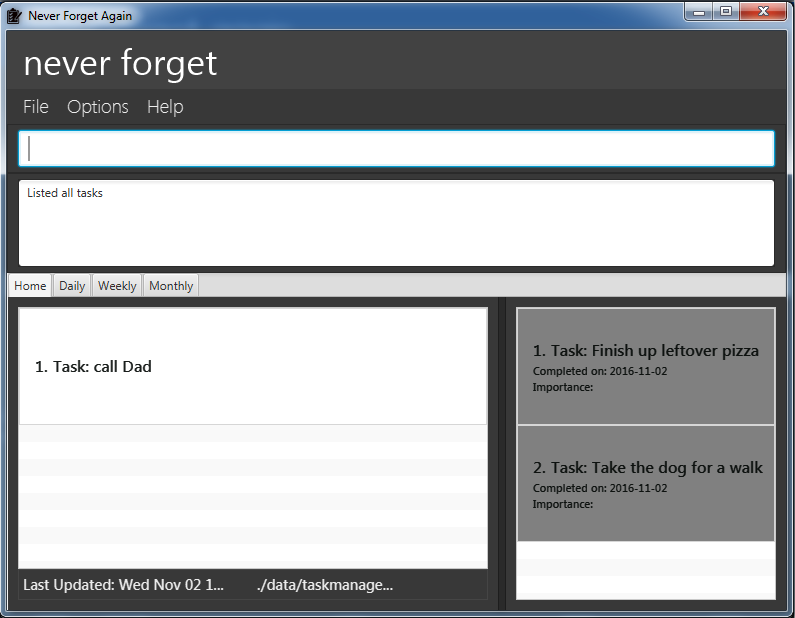 Never Forget Again
never forget
File Options Help
Listed all tasks
Home Daily Weekly Monthly
1. Task: call Dad
1. Task: Finish up leftover pizza
Completed on: 2016-11-02
Importance:
2. Task: Take the dog for a walk
Completed on: 2016-11-02
Importance:
Last Updated: Wed Nov 02 1... ./data/taskmanage...